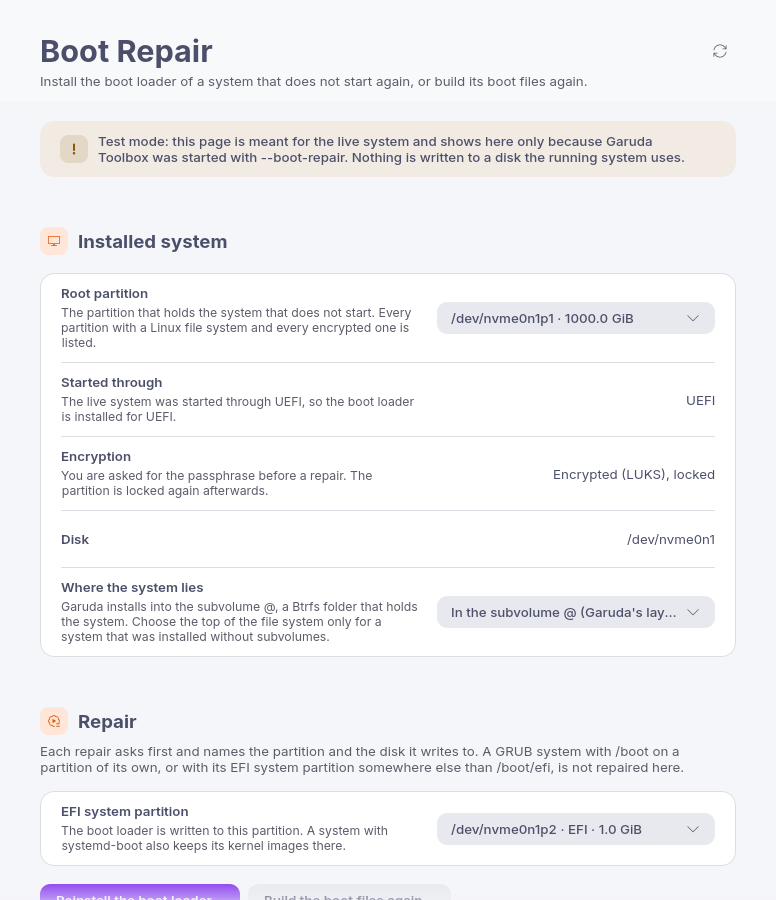 Boot Repair
Install the boot loader of a system that does not start again, or build its boot files again.
Test mode: this page is meant for the live system and shows here only because Garuda
Toolbox was started with --boot-repair. Nothing is written to a disk the running system uses.
Installed system
Root partition
The partition that holds the system that does not start. Every
partition with a Linux file system and every encrypted one is
listed.
/dev/nvme0n1p1 · 1000.0 GiB
Started through
The live system was started through UEFI, so the boot loader
is installed for UEFI.
UEFI
Encryption
You are asked for the passphrase before a repair. The
partition is locked again afterwards.
Encrypted (LUKS), locked
Disk
/dev/nvme0n1
Where the system lies
Garuda installs into the subvolume @, a Btrfs folder that holds
the system. Choose the top of the file system only for a
system that was installed without subvolumes.
In the subvolume @ (Garuda's lay...
Repair
Each repair asks first and names the partition and the disk it writes to. A GRUB system with /boot on a
partition of its own, or with its EFI system partition somewhere else than /boot/efi, is not repaired here.
EFI system partition
The boot loader is written to this partition. A system with
systemd-boot also keeps its kernel images there.
/dev/nvme0n1p2 · EFI · 1.0 GiB
Reinstall the boot loader
Build the boot files again